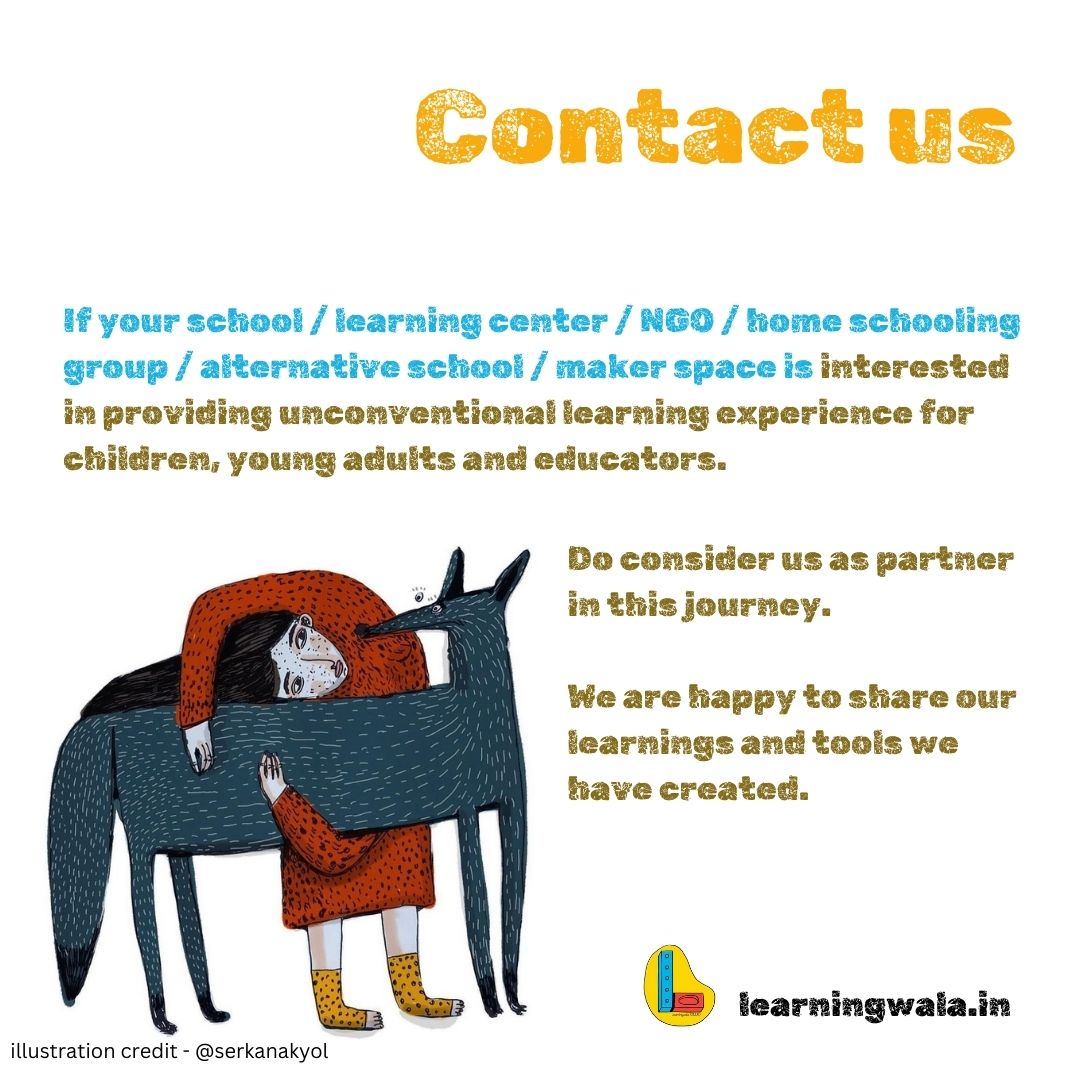 Contact us
If your school / learning center / NGO / home schooling
group / alternative school / maker space is interested
in providing unconventional learning experience for
children, young adults and educators.
Do consider us as partner
in this journey.
We are happy to share our
learnings and tools we
have created.
learningwala.in
illustration credit - @serkanakyol